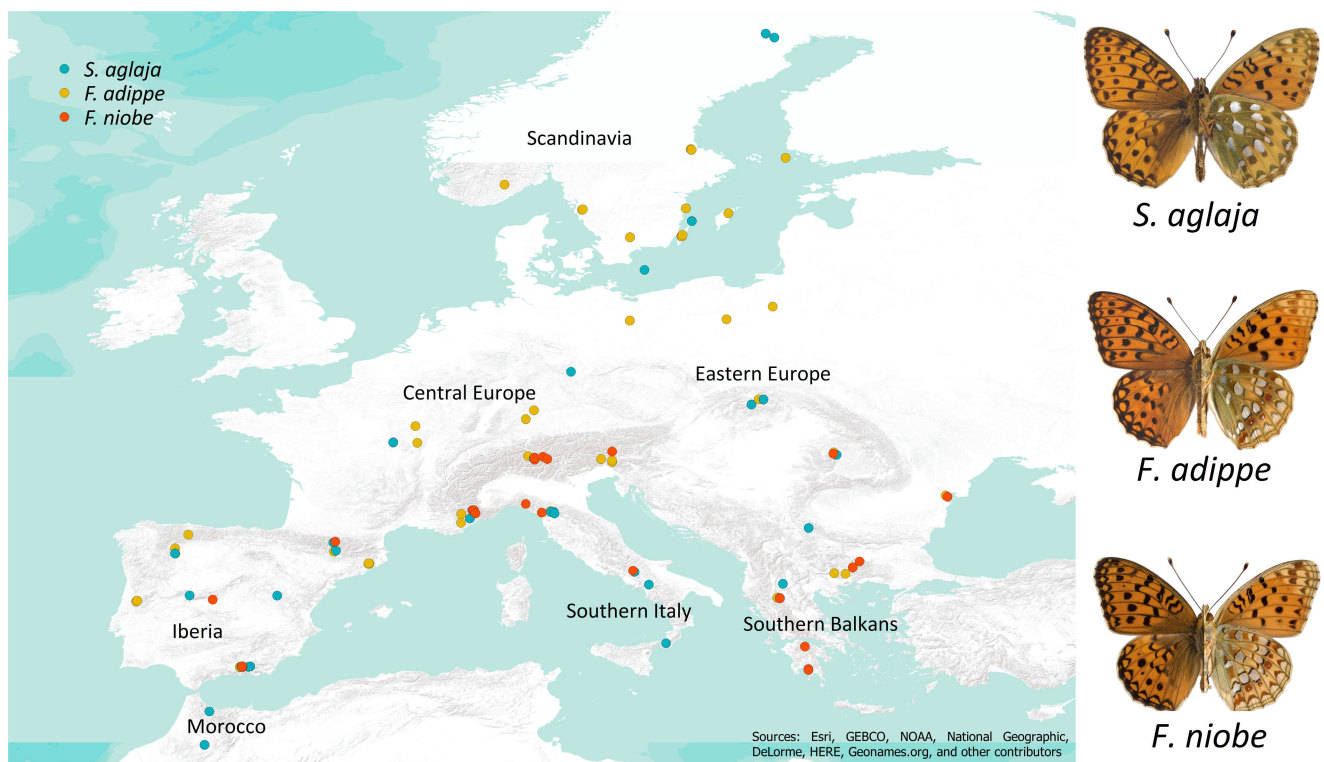 S. aglaja
F. adippe
F. niobe
Scandinavia
Central Europe
Eastern Europe
Iberia
Southern Italy
Southern Balkans
Morocco
Sources: Esri, GEBCO, NOAA, National Geographic,
DeLorme, HERE, Geonames.org, and other contributors
S. aglaja
F. adippe
F. niobe